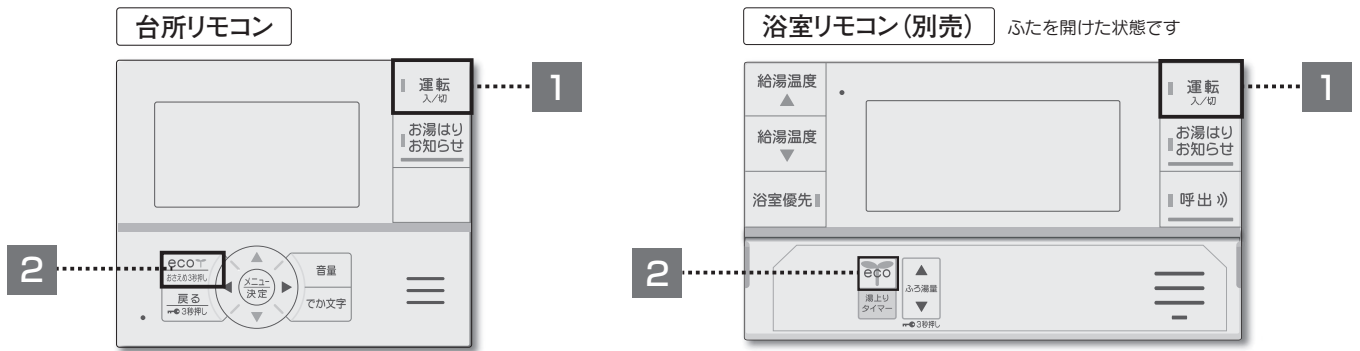 台所リモコン
運転
入/切
1
お湯はり
お知らせ
2
eco
おさえめ3秒押し
戻る
3秒押し
メニュー
決定
音量
でか文字
浴室リモコン(別売)
ふたを開けた状態です
給湯温度
給湯温度
浴室優先
運転
入/切
1
お湯はり
お知らせ
呼出
2
eco
湯上り
タイマー
ふろ湯量
3秒押し